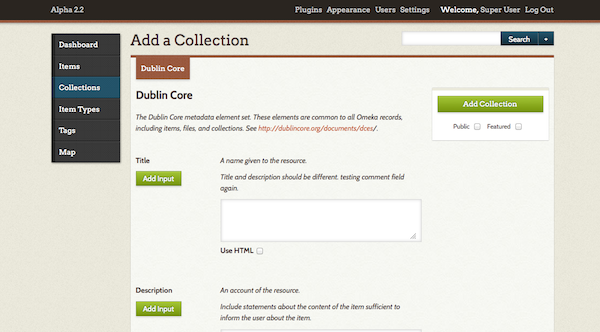 Alpha 2.2
Plugins Appearance Users Settings Welcome, Super User Log Out
Dashboard
Items
Collections
Item Types
Tags
Map
Add a Collection
Search
Dublin Core
Dublin Core
The Dublin Core metadata element set. These elements are common to all Omeka records,
including items, files, and collections. See http://dublincore.org/documents/dces/.
Add Collection
Public Featured
Title
Add Input
A name given to the resource.
Title and description should be different. testing comment field
again.
Use HTML
Description
Add Input
An account of the resource.
Include statements about the content of the item sufficient to
inform the user about the item.